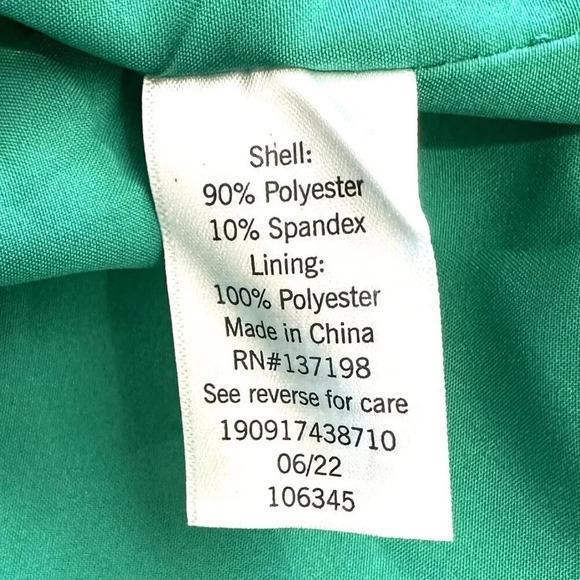 Shell:
90% Polyester
10% Spandex
Lining:
100% Polyester
Made in China
RN#137198
See reverse for care
190917438710
06/22
106345